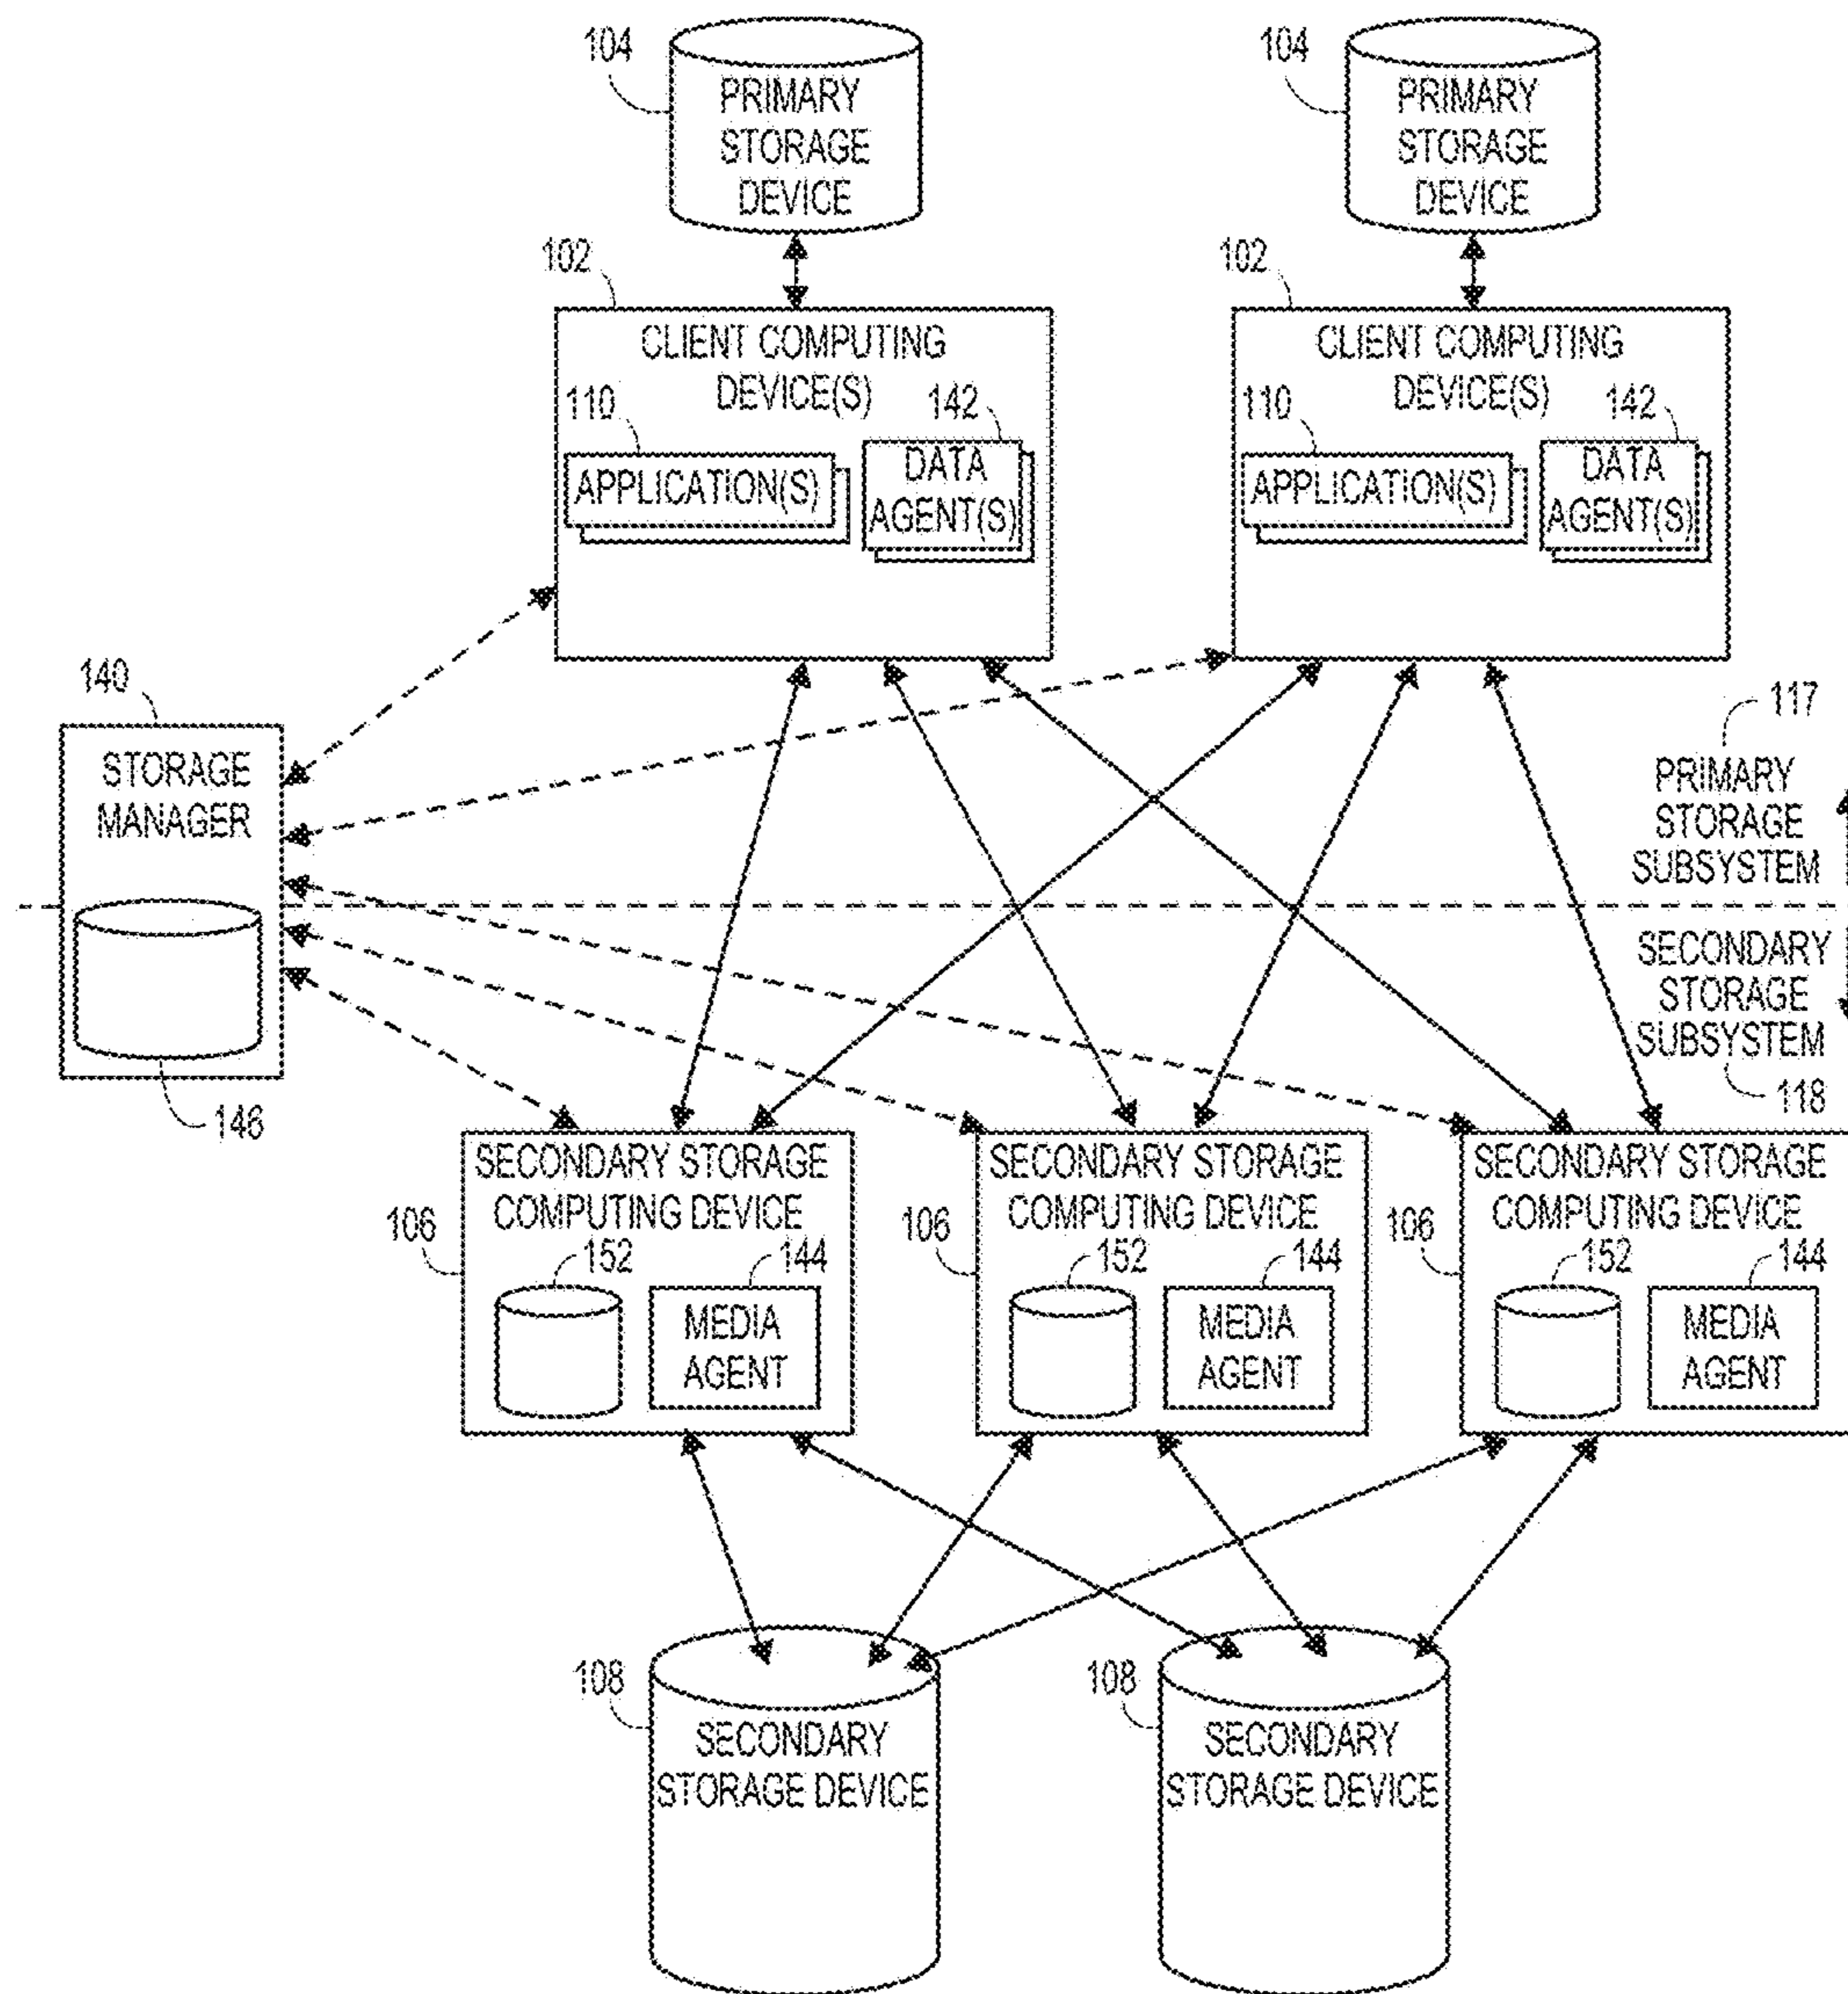 104
PRIMARY
STORAGE
DEVICE
104
PRIMARY
STORAGE
DEVICE
102
CLIENT COMPUTING
DEVICE(S)
110
142
APPLICATION(S)
DATA
AGENT(S)
102
CLIENT COMPUTING
DEVICE(S)
110
142
APPLICATION(S)
DATA
AGENT(S)
140
STORAGE
MANAGER
146
117
PRIMARY
STORAGE
SUBSYSTEM
SECONDARY
STORAGE
SUBSYSTEM
118
SECONDARY STORAGE
COMPUTING DEVICE
106
152
144
MEDIA
AGENT
SECONDARY STORAGE
COMPUTING DEVICE
106
152
144
MEDIA
AGENT
SECONDARY STORAGE
COMPUTING DEVICE
106
152
144
MEDIA
AGENT
108
SECONDARY
STORAGE DEVICE
108
SECONDARY
STORAGE DEVICE